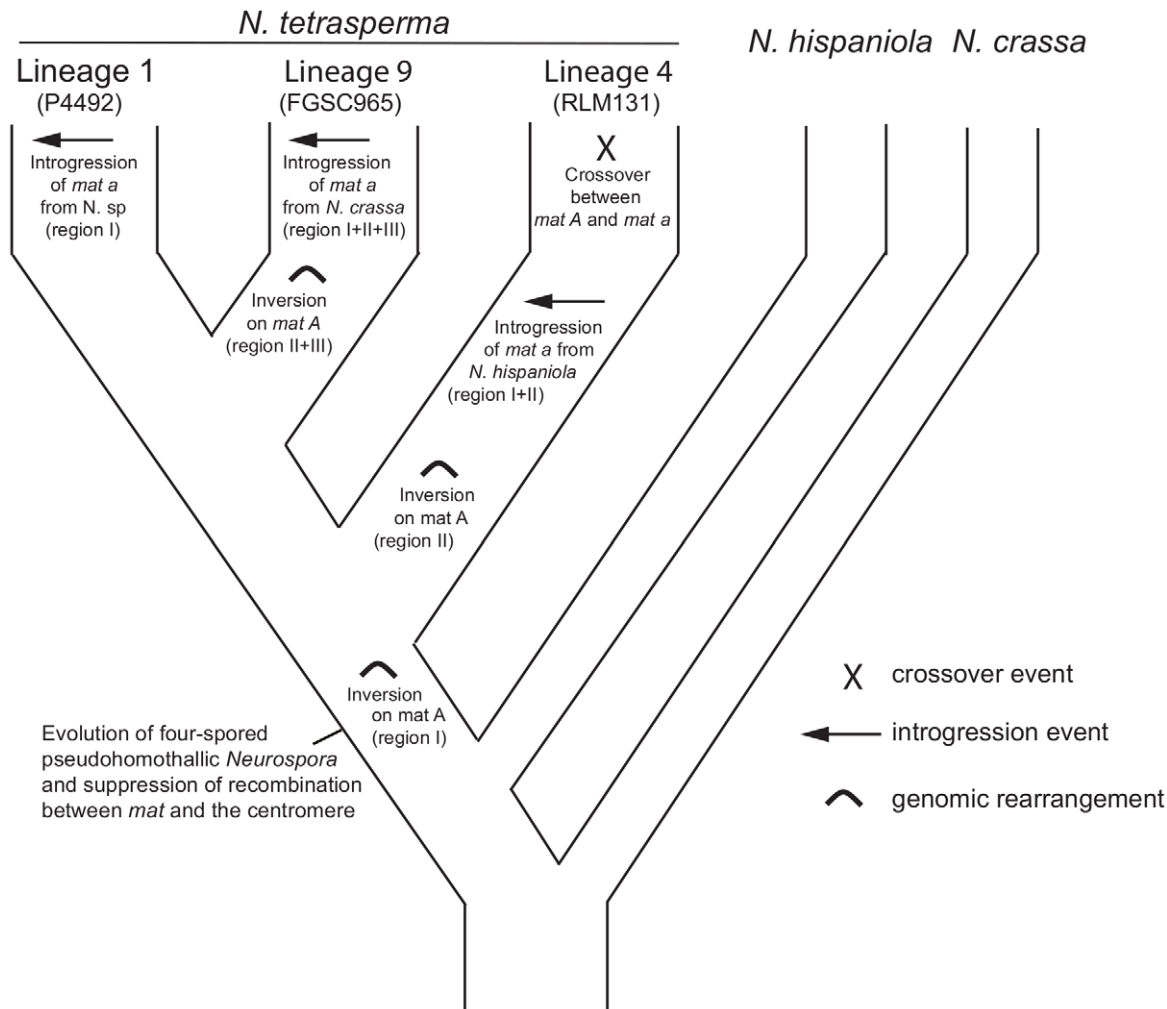 N. tetrasperma
N. hispaniola N. crassa
Lineage 1
(P4492)
Lineage 9
(FGSC965)
Lineage 4
(RLM131)
Introgression
of mat a
from N. sp
(region I)
Introgression
of mat a
from N. crassa
(region I+II+III)
X
Crossover
between
mat A and mat a
Inversion
on mat A
(region II+III)
Introgression
of mat a from
N. hispaniola
(region I+II)
Inversion
on mat A
(region II)
Inversion
on mat A
(region I)
Evolution of four-spored
pseudohomothallic Neurospora
and suppression of recombination
between mat and the centromere
X crossover event
introgression event
genomic rearrangement